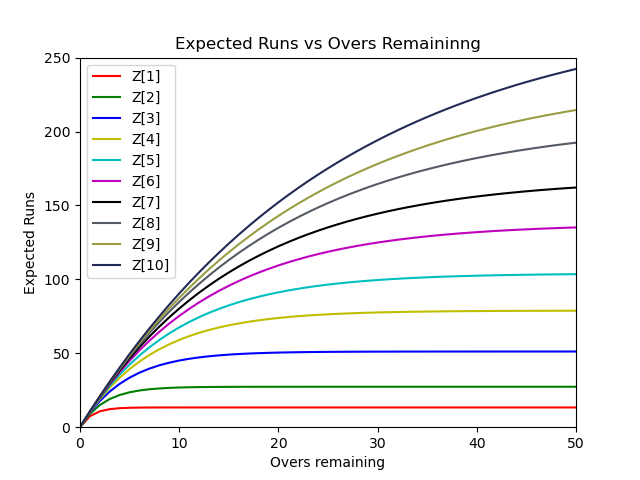 Expected Runs vs Overs Remaininng
250
200
150
100
50
0
Expected Runs
Z[1]
Z[2]
Z[3]
Z[4]
Z[5]
Z[6]
Z[7]
Z[8]
Z[9]
Z[10]
0 10 20 30 40 50
Overs remaining